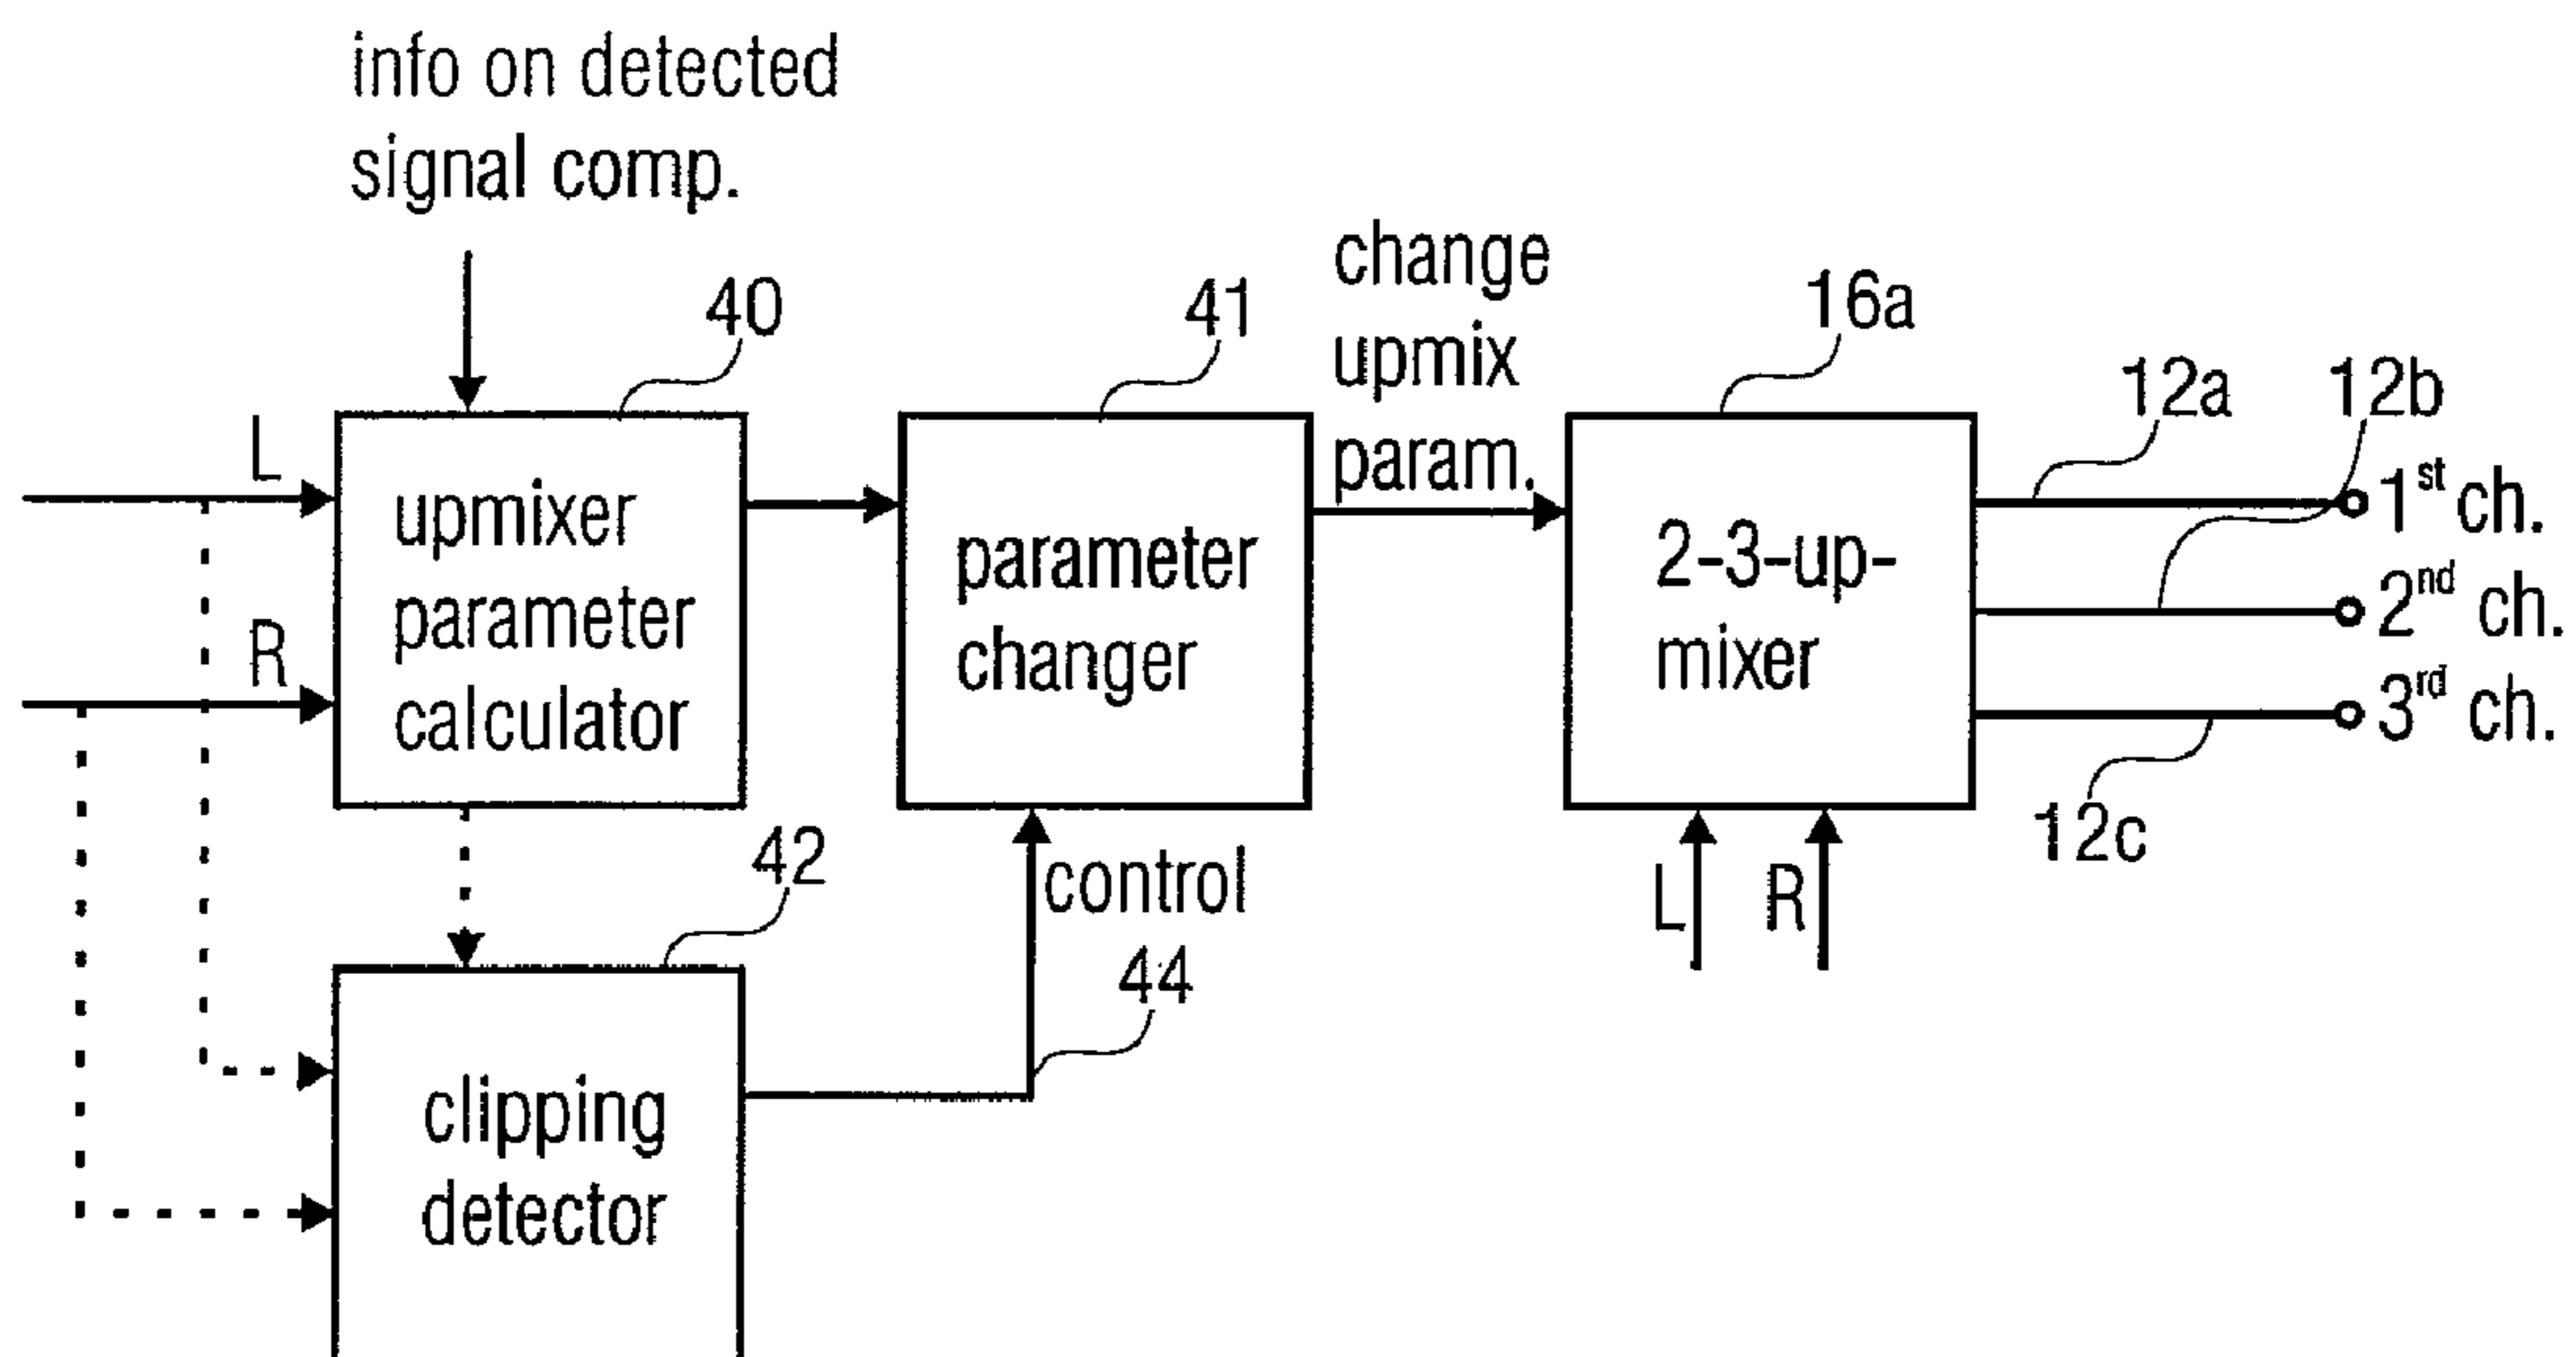 info on detected
signal comp.
40
41
change
upmix
param.
16a
12a
12b
L
R
upmixer
parameter
calculator
parameter
changer
2-3-up-
mixer
1st ch.
2nd ch.
3rd ch.
12c
42
control
44
L
R
clipping
detector